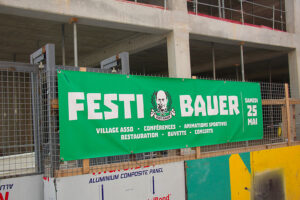 FESTI BAUER
SAMEDI
25
MAI
VILLAGE ASSO - CONFÉRENCES - ANIMATIONS SPORTIVES
RESTAURATION - BUVETTE - CONCERTS
ALUMINIUM COMPOSITE PANEL